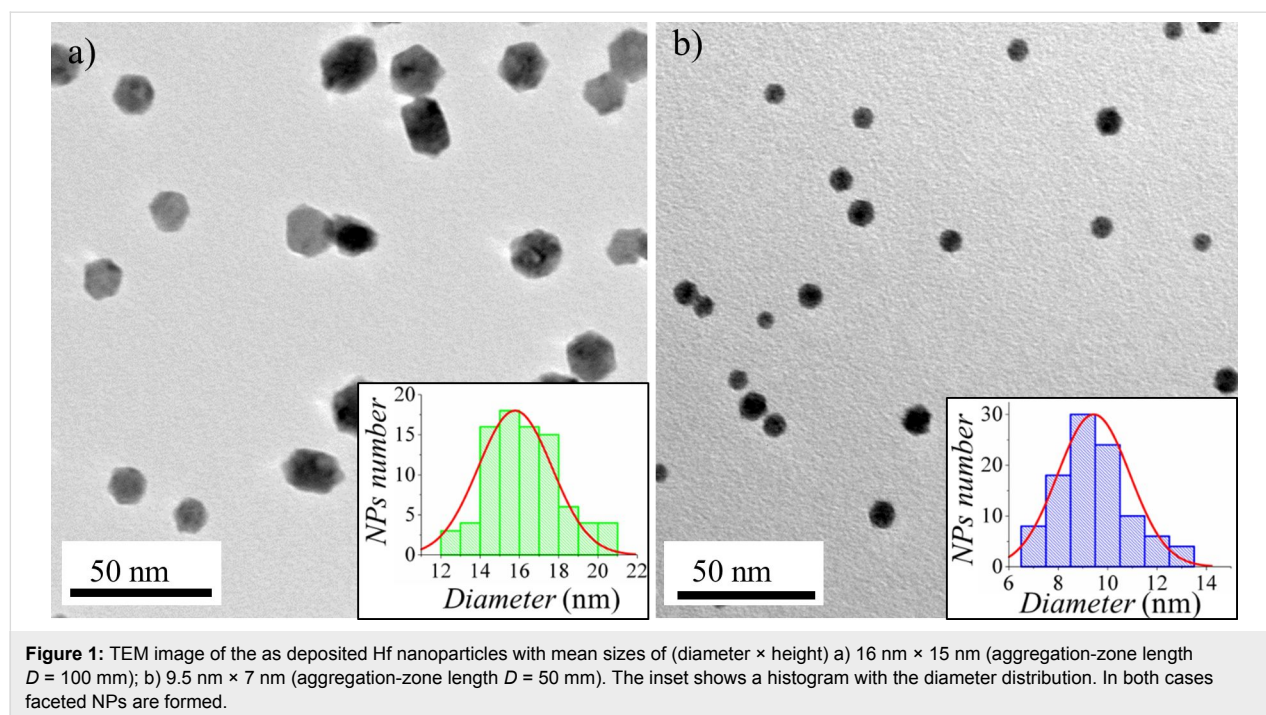 a)
50 nm
NPs number
20
15
10
5
0
12 14 16 18 20 22
Diameter (nm)
b)
50 nm
NPs number
30
20
10
0
6 8 10 12 14
Diameter (nm)
Figure 1: TEM image of the as deposited Hf nanoparticles with mean sizes of (diameter × height) a) 16 nm × 15 nm (aggregation-zone length
D = 100 mm); b) 9.5 nm × 7 nm (aggregation-zone length D = 50 mm). The inset shows a histogram with the diameter distribution. In both cases
faceted NPs are formed.